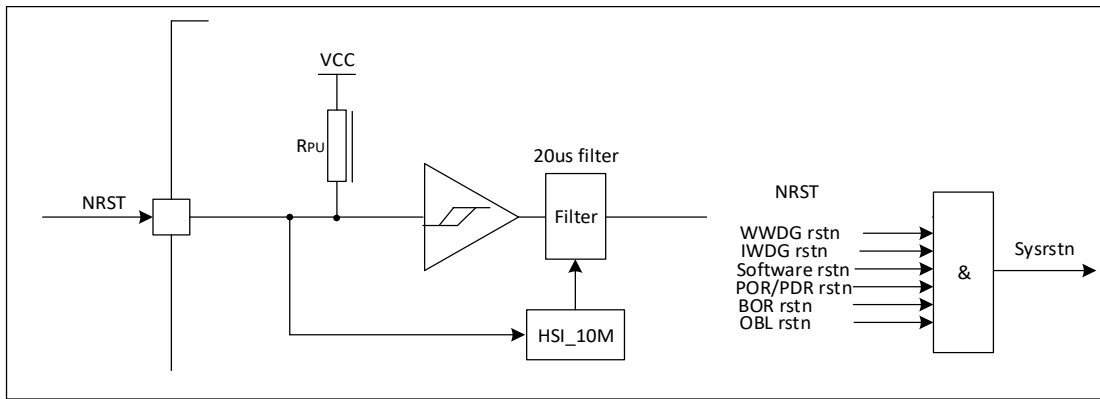 VCC
RPU
20us filter
NRST
Filter
NRST
WWDG rstn
IWDG rstn
Software rstn
POR/PDR rstn
BOR rstn
OBL rstn
&
Sysrstn
HSI_10M